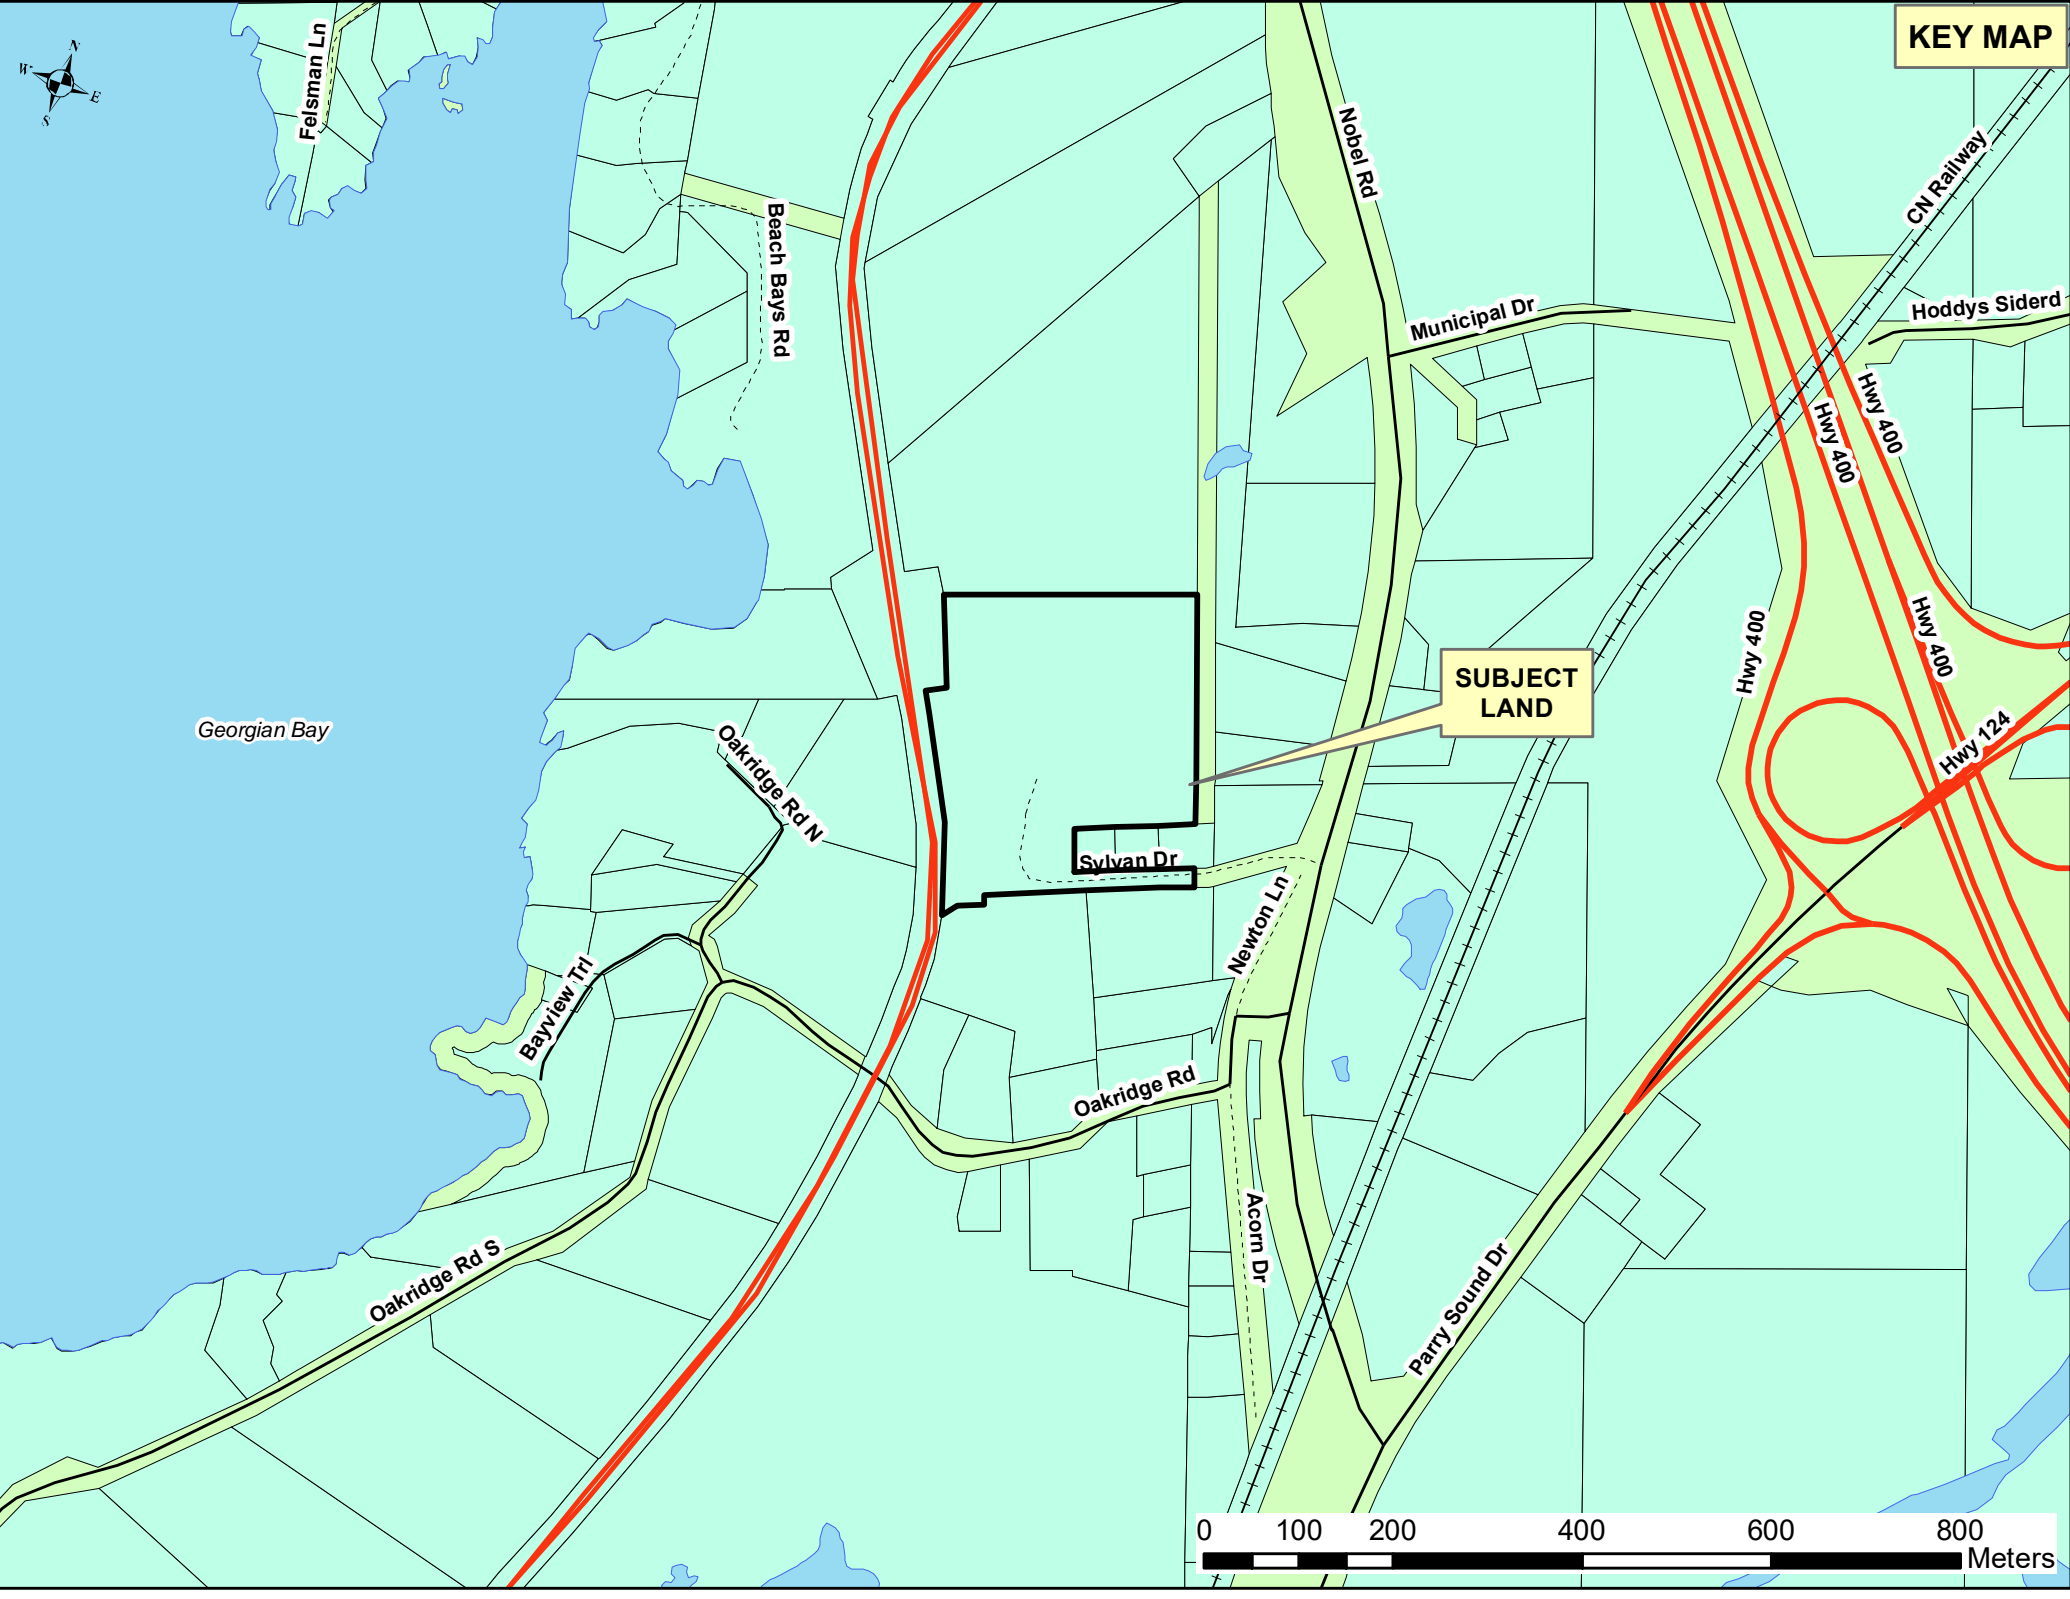 KEY MAP
N
W
E
S
Felsman Ln
Nobel Rd
CN Railway
Beach Bays Rd
Municipal Dr
Hoddys Siderd
Hwy 400
Hwy 400
Hwy 400
Hwy 400
SUBJECT
LAND
Georgian Bay
Oakridge Rd N
Hwy 124
Sylvan Dr
Newton Ln
Bayview Trl
Oakridge Rd
Acorn Dr
Oakridge Rd S
Parry Sound Dr
0 100 200 400 600 800
Meters